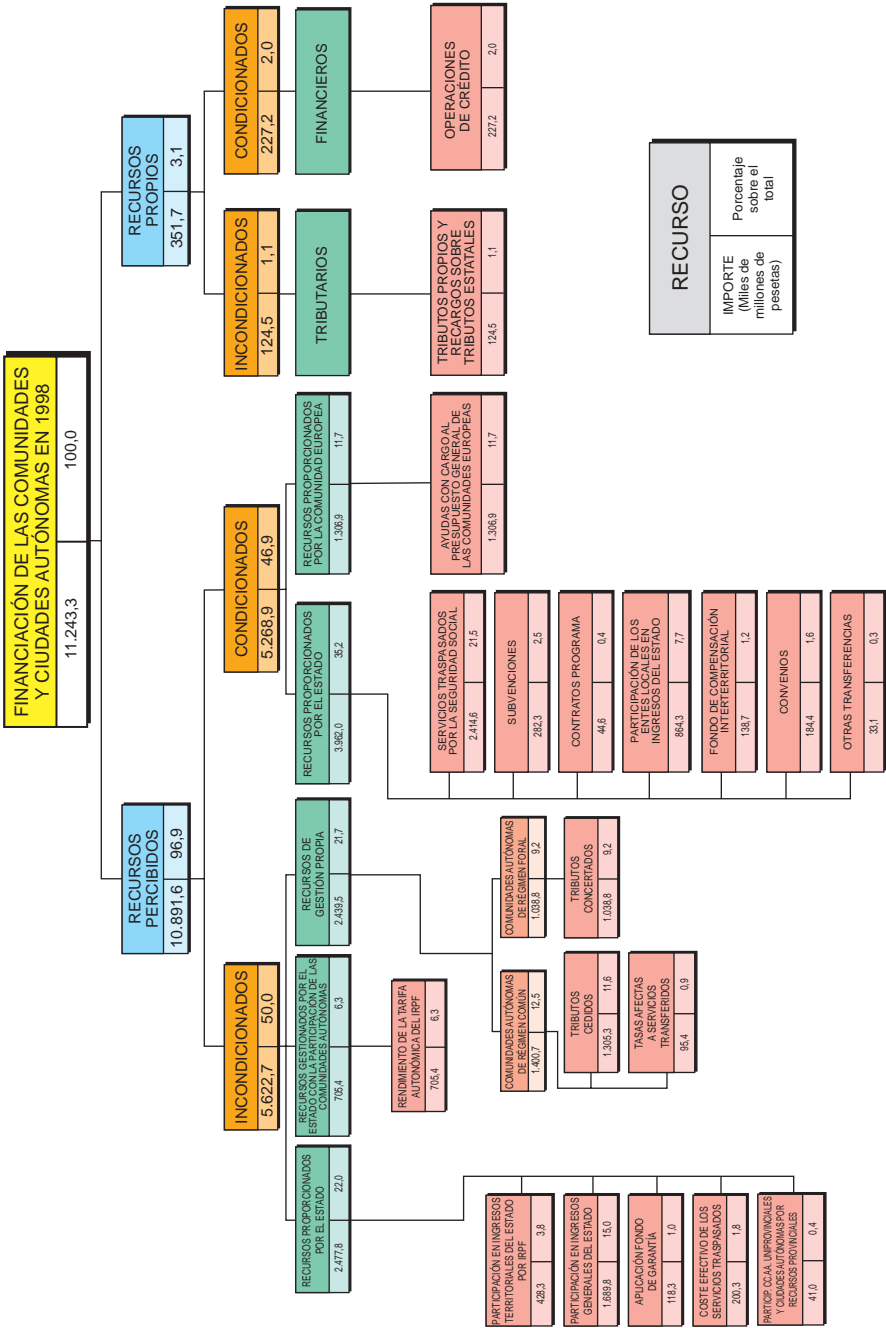 FINANCIACIÓN DE LAS COMUNIDADES
Y CIUDADES AUTÓNOMAS EN 1998
11.243,3 100,0
RECURSOS
PERCIBIDOS
10.891,6 96,9
RECURSOS
PROPIOS
351,7 3,1
INCONDICIONADOS
5.622,7 50,0
CONDICIONADOS
5.268,9 46,9
INCONDICIONADOS
124,5 1,1
CONDICIONADOS
227,2 2,0
RECURSOS PROPORCIONADOS
POR EL ESTADO
2.477,8 22,0
RECURSOS GESTIONADOS POR EL
ESTADO CON LA PARTICIPACIÓN DE LAS
COMUNIDADES AUTÓNOMAS
705,4 6,3
RECURSOS DE
GESTIÓN PROPIA
2.439,5 21,7
RECURSOS PROPORCIONADOS
POR EL ESTADO
3.962,0 35,2
RECURSOS PROPORCIONADOS
POR LA COMUNIDAD EUROPEA
1.306,9 11,7
TRIBUTARIOS
FINANCIEROS
RENDIMIENTO DE LA TARIFA
AUTONÓMICA DEL IRPF
705,4 6,3
AYUDAS CON CARGO AL
PRESUPUESTO GENERAL DE
LAS COMUNIDADES EUROPEAS
1.306,9 11,7
TRIBUTOS PROPIOS Y
RECARGOS SOBRE
TRIBUTOS ESTATALES
124,5 1,1
OPERACIONES
DE CRÉDITO
227,2 2,0
SERVICIOS TRASPASADOS
POR LA SEGURIDAD SOCIAL
2.414,6 21,5
SUBVENCIONES
282,3 2,5
CONTRATOS PROGRAMA
44,6 0,4
PARTICIPACIÓN DE LOS
ENTES LOCALES EN
INGRESOS DEL ESTADO
864,3 7,7
FONDO DE COMPENSACIÓN
INTERTERRITORIAL
138,7 1,2
CONVENIOS
184,4 1,6
OTRAS TRANSFERENCIAS
33,1 0,3
COMUNIDADES AUTÓNOMAS
DE RÉGIMEN COMÚN
1.400,7 12,5
COMUNIDADES AUTÓNOMAS
DE RÉGIMEN FORAL
1.038,8 9,2
TRIBUTOS
CEDIDOS
1.305,3 11,6
TRIBUTOS
CONCERTADOS
1.038,8 9,2
TASAS AFECTAS
A SERVICIOS
TRANSFERIDOS
95,4 0,9
PARTICIPACIÓN EN INGRESOS
TERRITORIALES DEL ESTADO
POR IRPF
428,3 3,8
PARTICIPACIÓN EN INGRESOS
GENERALES DEL ESTADO
1.689,8 15,0
APLICACIÓN FONDO
DE GARANTÍA
118,3 1,0
COSTE EFECTIVO DE LOS
SERVICIOS TRASPASADOS
200,3 1,8
PARTICIP. CC.AA. UNIPROVINCIALES
Y CIUDADES AUTÓNOMAS POR
RECURSOS PROVINCIALES
41,0 0,4
RECURSO
IMPORTE
(Miles de
millones de
pesetas)
Porcentaje
sobre el
total